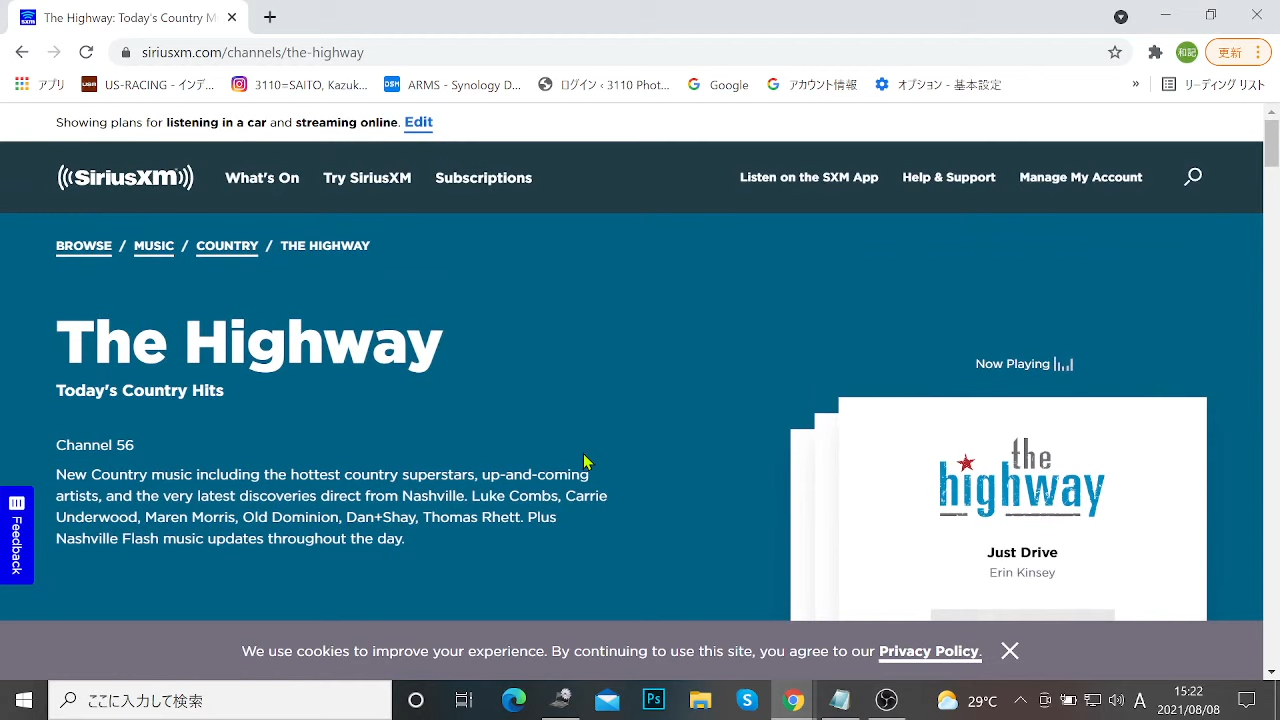 The Highway: Today's Country M
siriusxm.com/channels/the-highway
和記
更新
アプリ
US-RACING - インデ...
3110=SAITO, Kazuk...
ARMS - Synology D...
ログイン - 3110 Phot...
Google
アカウント情報
オプション - 基本設定
»
リーディング リスト
Showing plans for listening in a car and streaming online. Edit
SiriusXM
What's On
Try SiriusXM
Subscriptions
Listen on the SXM App
Help & Support
Manage My Account
BROWSE / MUSIC / COUNTRY / THE HIGHWAY
The Highway
Today's Country Hits
Now Playing
Channel 56
New Country music including the hottest country superstars, up-and-coming
artists, and the very latest discoveries direct from Nashville. Luke Combs, Carrie
Underwood, Maren Morris, Old Dominion, Dan+Shay, Thomas Rhett. Plus
Nashville Flash music updates throughout the day.
the
highway
Just Drive
Erin Kinsey
Feedback
We use cookies to improve your experience. By continuing to use this site, you agree to our Privacy Policy.
ここに入力して検索
Ps
29°C
A
15:22
2021/08/08